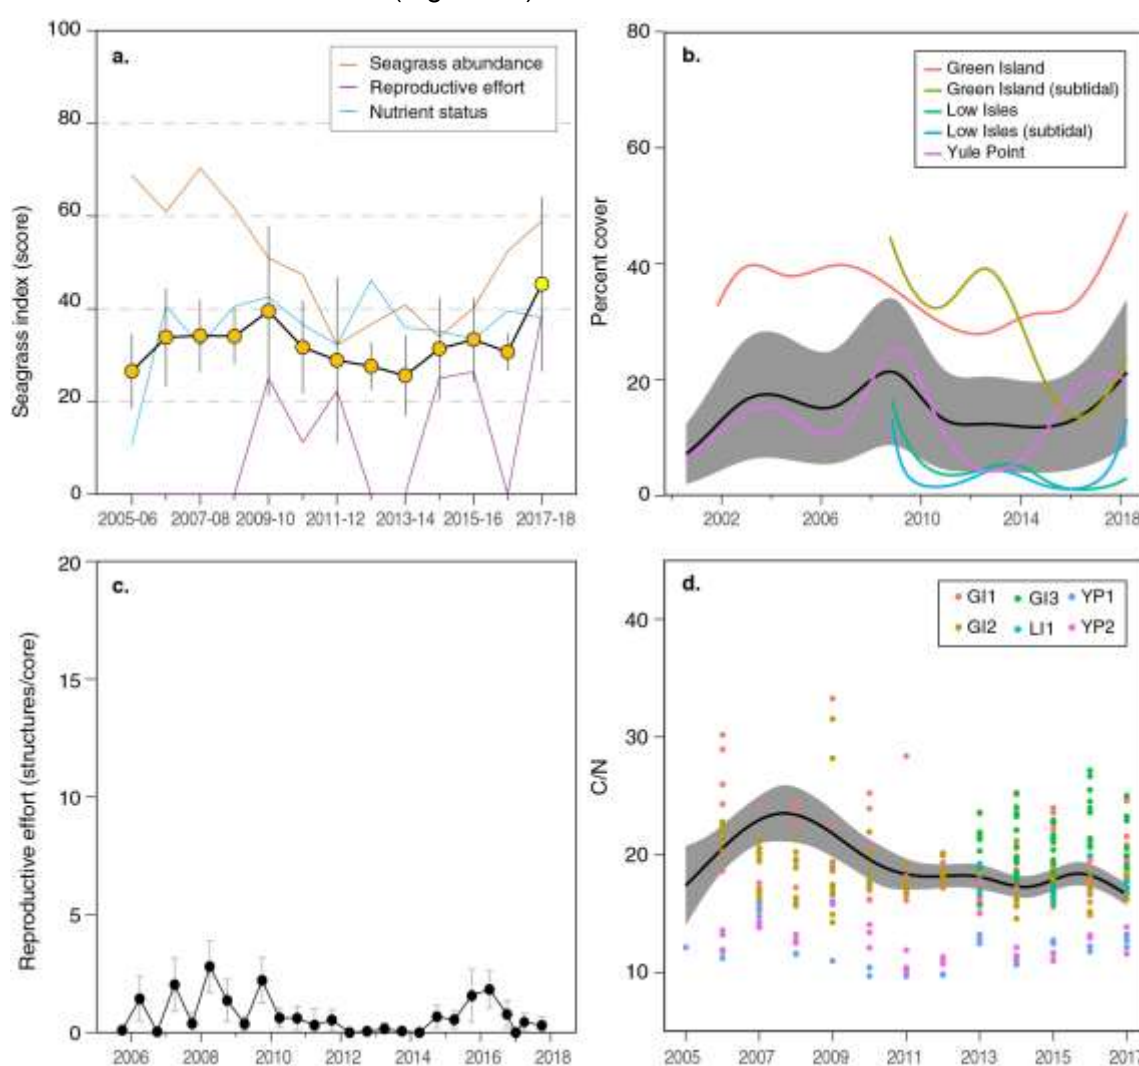 a.
Seagrass abundance
Reproductive effort
Nutrient status
Seagrass index (score)
100
80
60
40
20
0
2005-06 2007-08 2009-10 2011-12 2013-14 2015-16 2017-18
b.
Green Island
Green Island (subtidal)
Low Isles
Low Isles (subtidal)
Yule Point
Percent cover
80
60
40
20
0
2002 2006 2010 2014 2018
c.
Reproductive effort (structures/core)
20
15
10
5
0
2006 2008 2010 2012 2014 2016 2018
d.
GI1 GI3 YP1
GI2 LI1 YP2
C/N
40
30
20
10
2005 2007 2009 2011 2013 2015 2017